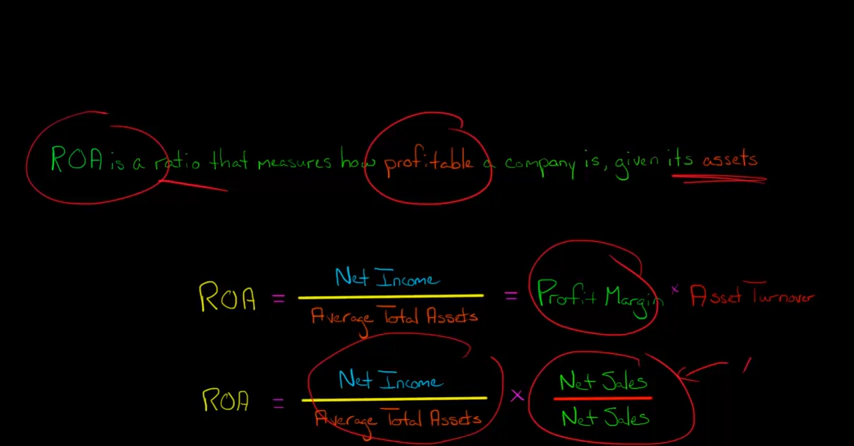 ROA is a ratio that measures how profitable a company is, given its assets
ROA = Net Income / Average Total Assets = Profit Margin × Asset Turnover
ROA = Net Income / Average Total Assets × Net Sales / Net Sales